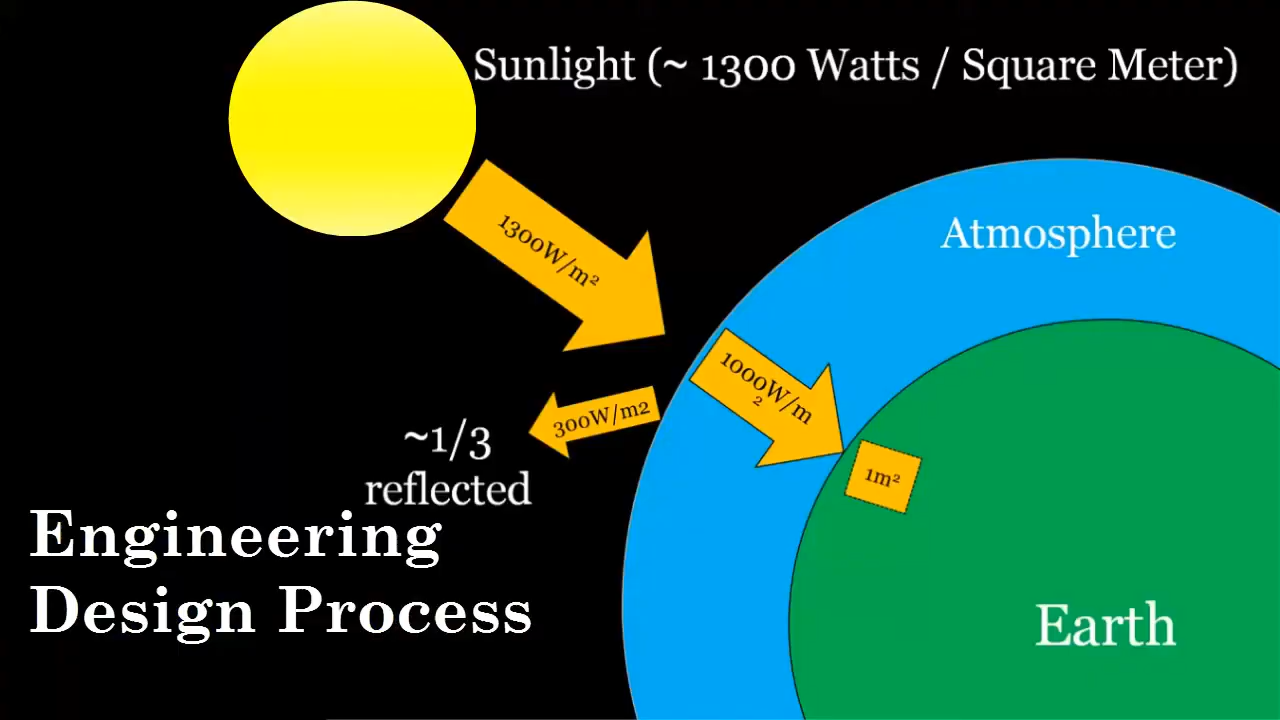 Sunlight (~ 1300 Watts / Square Meter)
1300W/m²
Atmosphere
1000W/m
2
300W/m2
~1/3
reflected
1m²
Engineering
Design Process
Earth